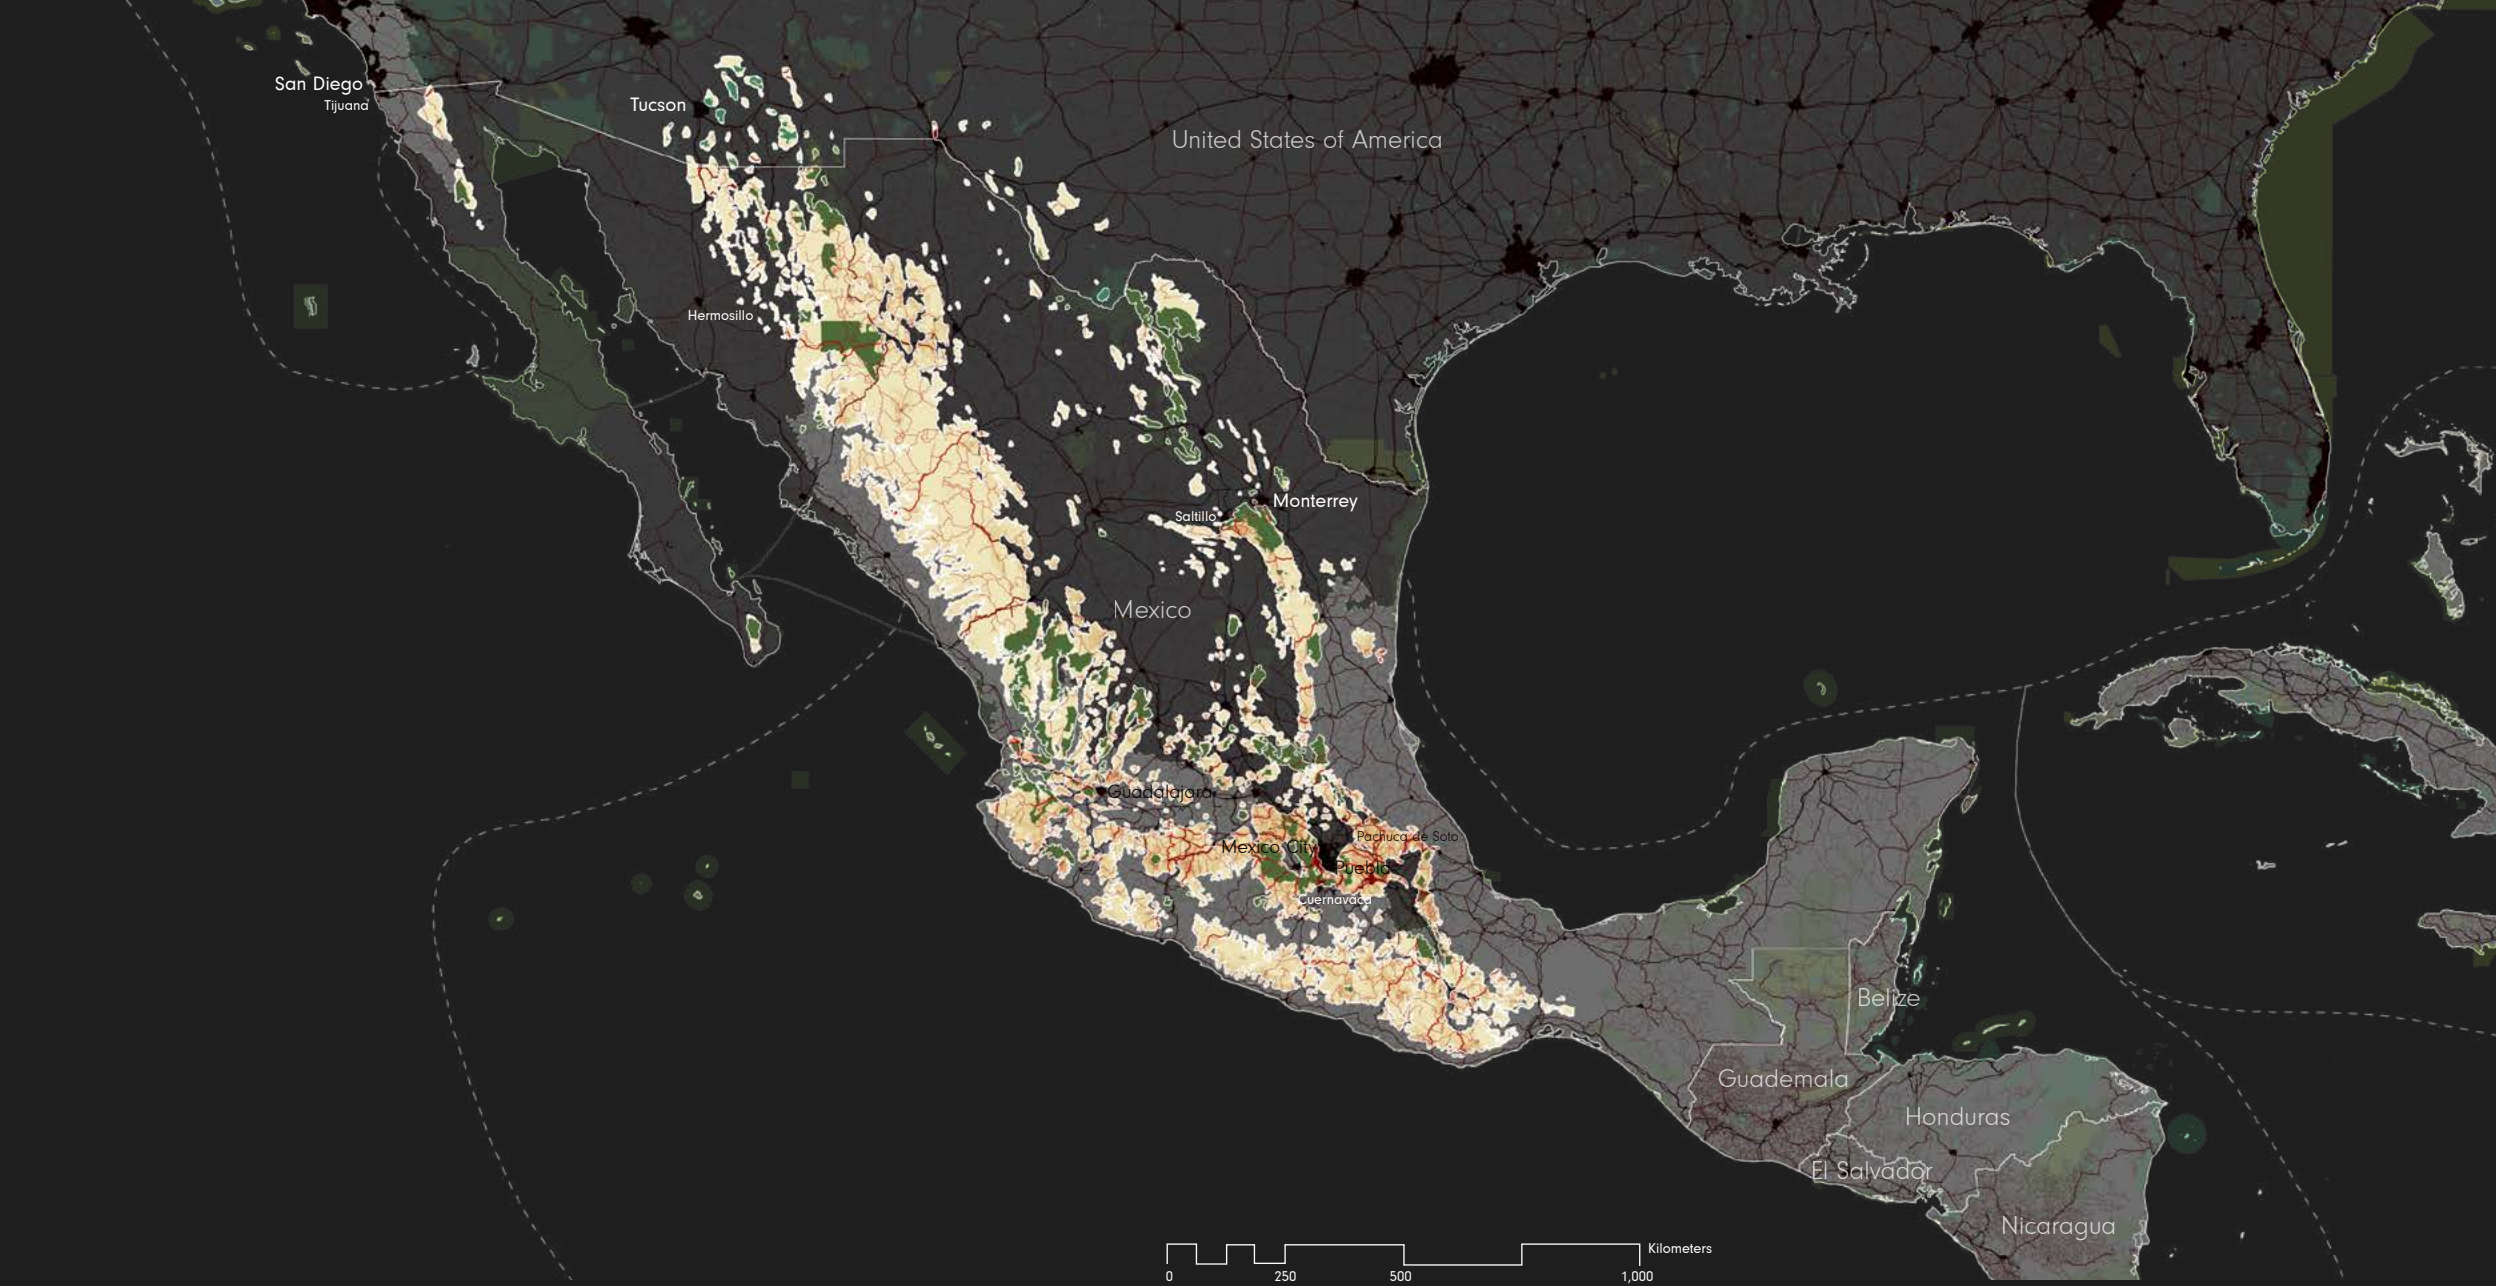 San Diego
Tijuana
Tucson
United States of America
Hermosillo
Monterrey
Saltillo
Mexico
Guadalajara
Pachuca de Soto
Mexico City
Puebla
Cuernavaca
Belize
Guademala
Honduras
El Salvador
Nicaragua
Kilometers
0 250 500 1,000